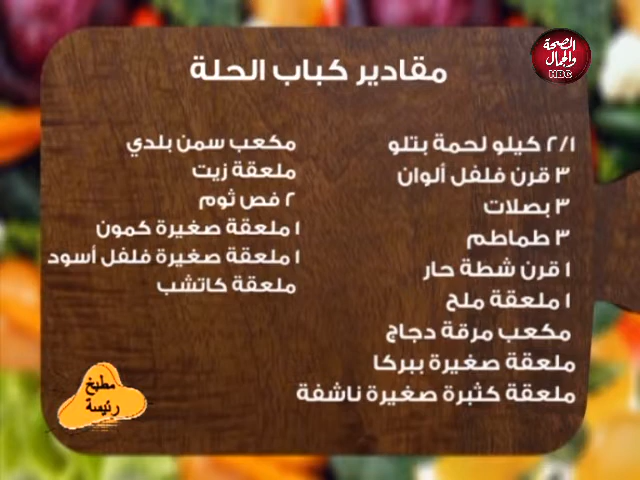 الصحة
والجمال
HBC
مقادير كباب الحلة
٢/١ كيلو لحمة بتلو
٣ قرن فلفل ألوان
٣ بصلات
٣ طماطم
١ قرن شطة حار
١ ملعقة ملح
مكعب مرقة دجاج
ملعقة صغيرة ببركا
ملعقة كثبرة صغيرة ناشفة
مكعب سمن بلدي
ملعقة زيت
٢ فص ثوم
١ ملعقة صغيرة كمون
١ ملعقة صغيرة فلفل أسود
ملعقة كاتشب
مطبخ
رئيسة